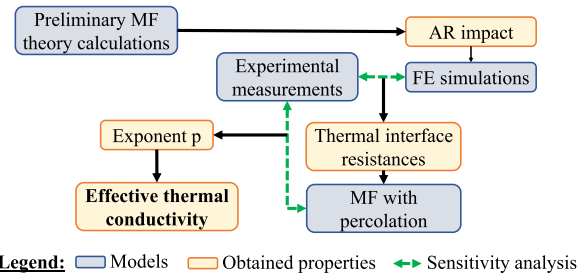 Preliminary MF
theory calculations
AR impact
Experimental
measurements
FE simulations
Exponent p
Thermal interface
resistances
Effective thermal
conductivity
MF with
percolation
Legend: Models Obtained properties Sensitivity analysis